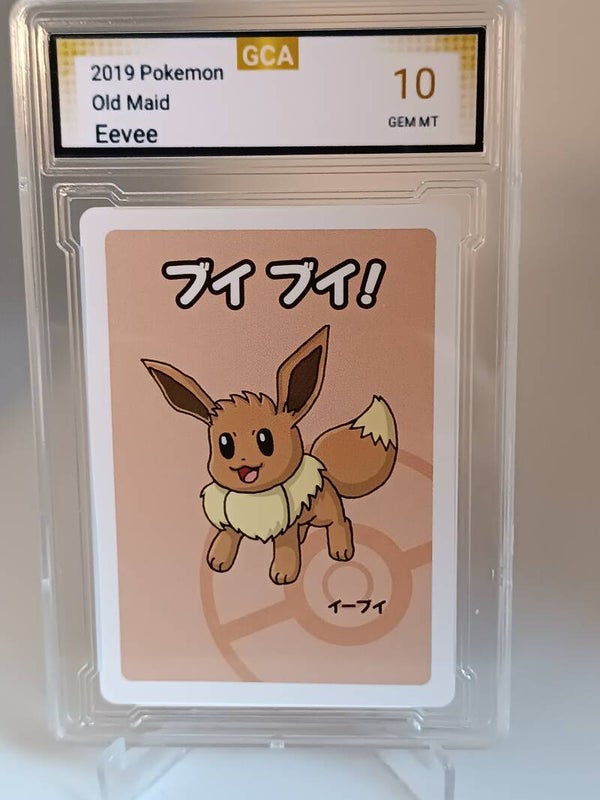 GCA
2019 Pokemon
Old Maid
Eevee
10
GEM MT
ブイ ブイ!
イーブイ